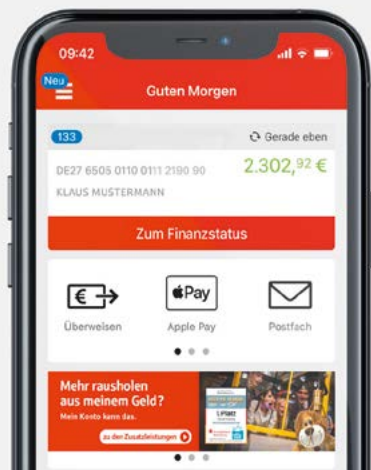 09:42
Neu
Guten Morgen
133
Gerade eben
DE27 6505 0110 0111 2190 90
2.302,92 €
KLAUS MUSTERMANN
Zum Finanzstatus
Pay
Überweisen
Apple Pay
Postfach
Mehr rausholen
aus meinem Geld?
Mein Konto kann das.
zu den Zusatzleistungen